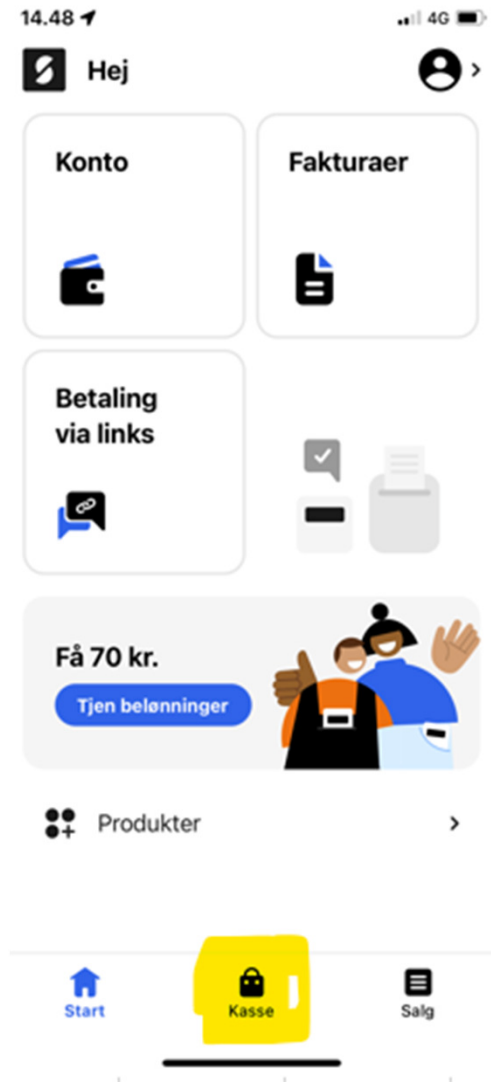 14.48
4G
Hej
Konto
Fakturaer
Betaling
via links
Få 70 kr.
Tjen belønninger
Produkter
Start
Kasse
Salg